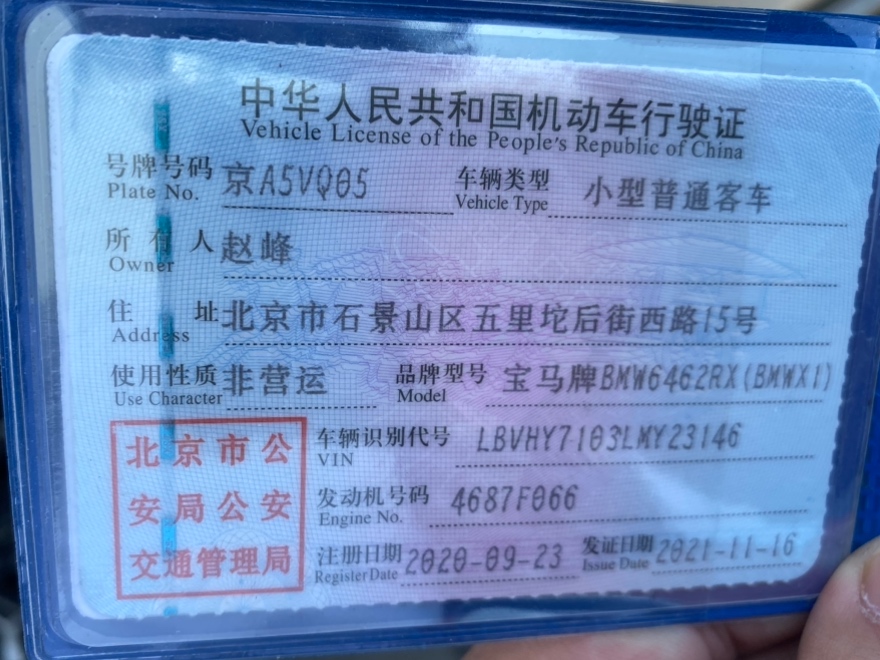 中华人民共和国机动车行驶证
Vehicle License of the People's Republic of China
号牌号码 京A5VQ05 车辆类型 小型普通客车
Plate No. Vehicle Type
所有人 赵峰
Owner
住址 北京市石景山区五里坨后街西路15号
Address
使用性质 非营运 品牌型号 宝马牌BMW6462RX(BMWX1)
Use Character Model
北京市公
安局公安
交通管理局
车辆识别代号 LBVHY7103LMY23146
VIN
发动机号码 4687F066
Engine No.
注册日期 2020-09-23 发证日期 2021-11-16
Register Date Issue Date